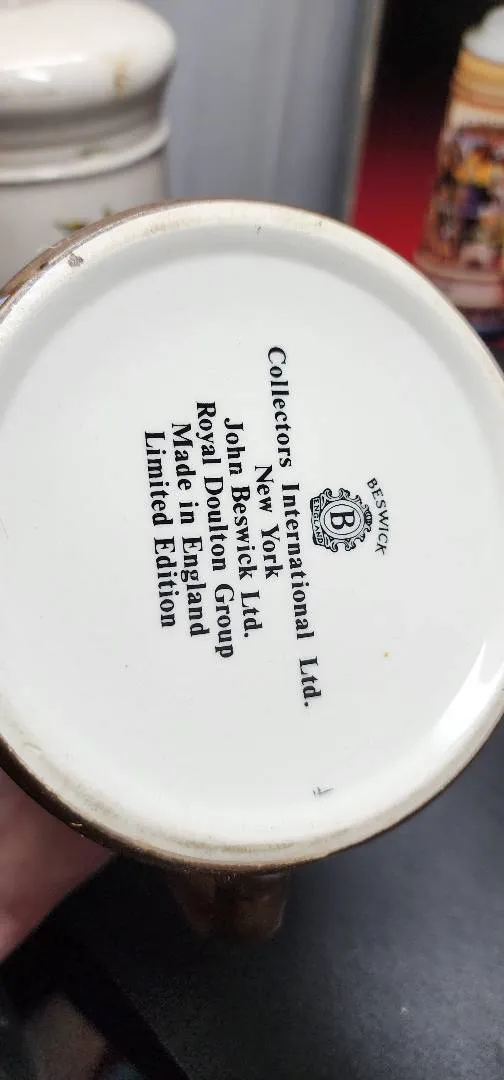 BESWICK
B
ENGLAND
Collectors International Ltd.
New York
John Beswick Ltd.
Royal Doulton Group
Made in England
Limited Edition